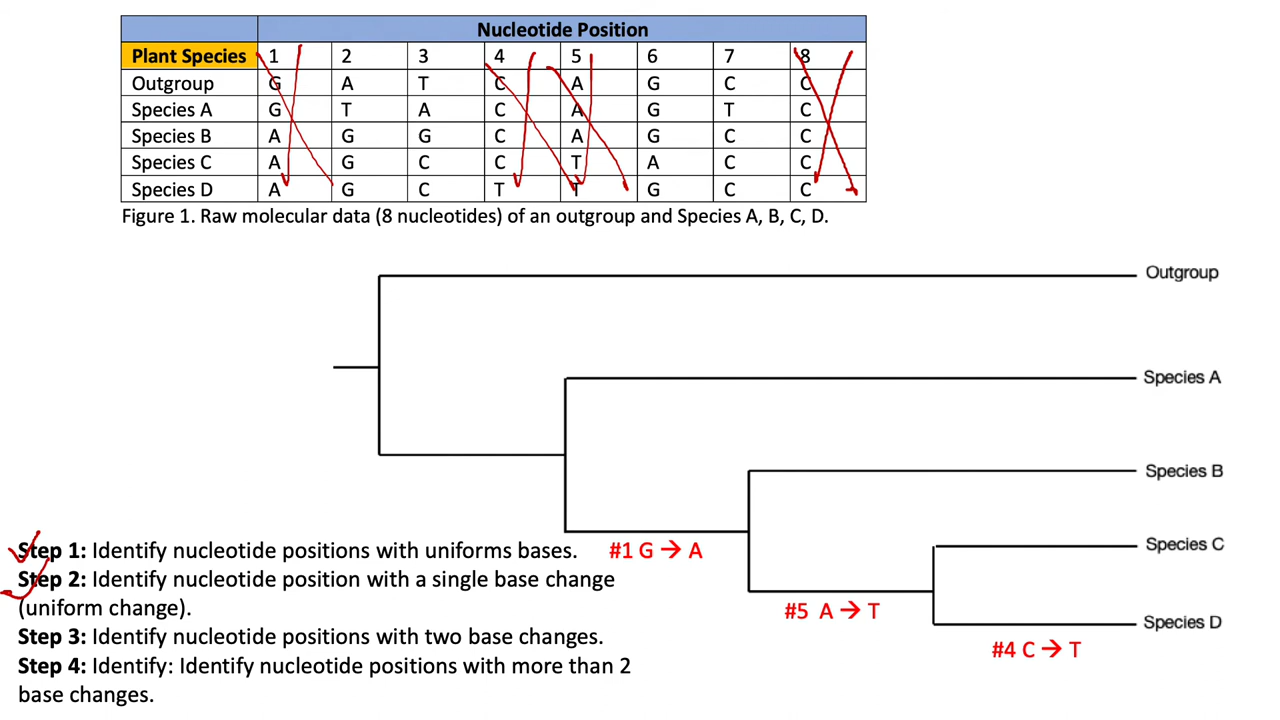 Nucleotide Position
Plant Species 1 2 3 4 5 6 7 8
Outgroup G A T C A G C C
Species A G T A C A G T C
Species B A G G C A G C C
Species C A G C C T A C C
Species D A G C T T G C C
Figure 1. Raw molecular data (8 nucleotides) of an outgroup and Species A, B, C, D.
Outgroup
Species A
Species B
Species C
Species D
#1 G → A
#5 A → T
#4 C → T
Step 1: Identify nucleotide positions with uniforms bases.
Step 2: Identify nucleotide position with a single base change
(uniform change).
Step 3: Identify nucleotide positions with two base changes.
Step 4: Identify: Identify nucleotide positions with more than 2
base changes.